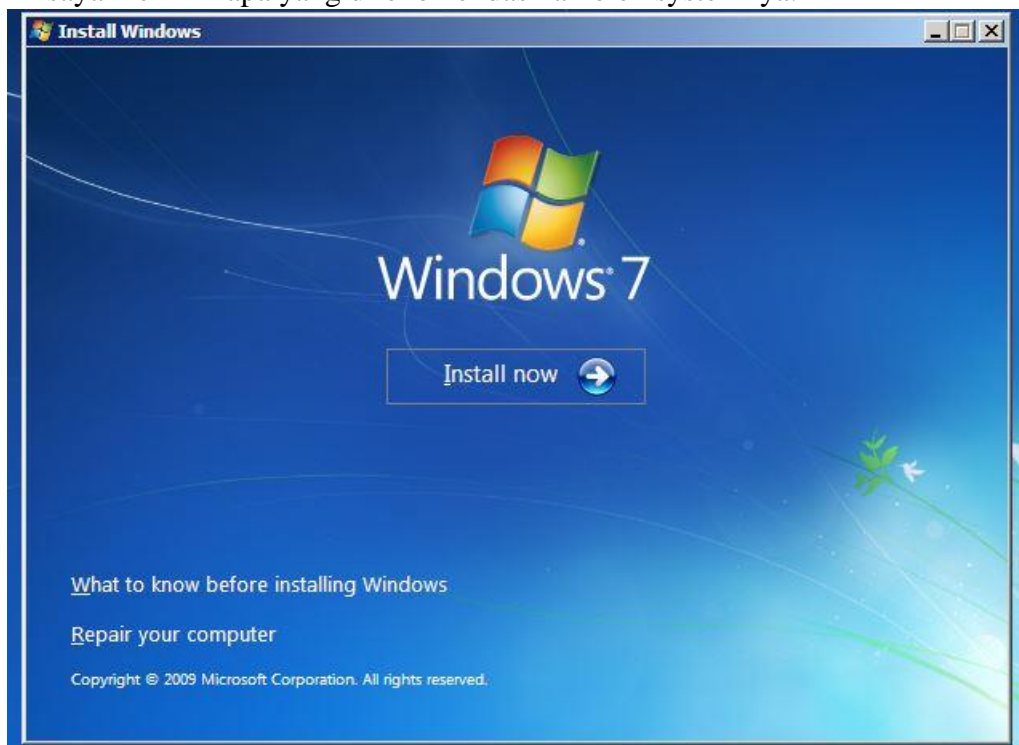 Install Windows
Windows® 7
Install now
What to know before installing Windows
Repair your computer
Copyright © 2009 Microsoft Corporation. All rights reserved.